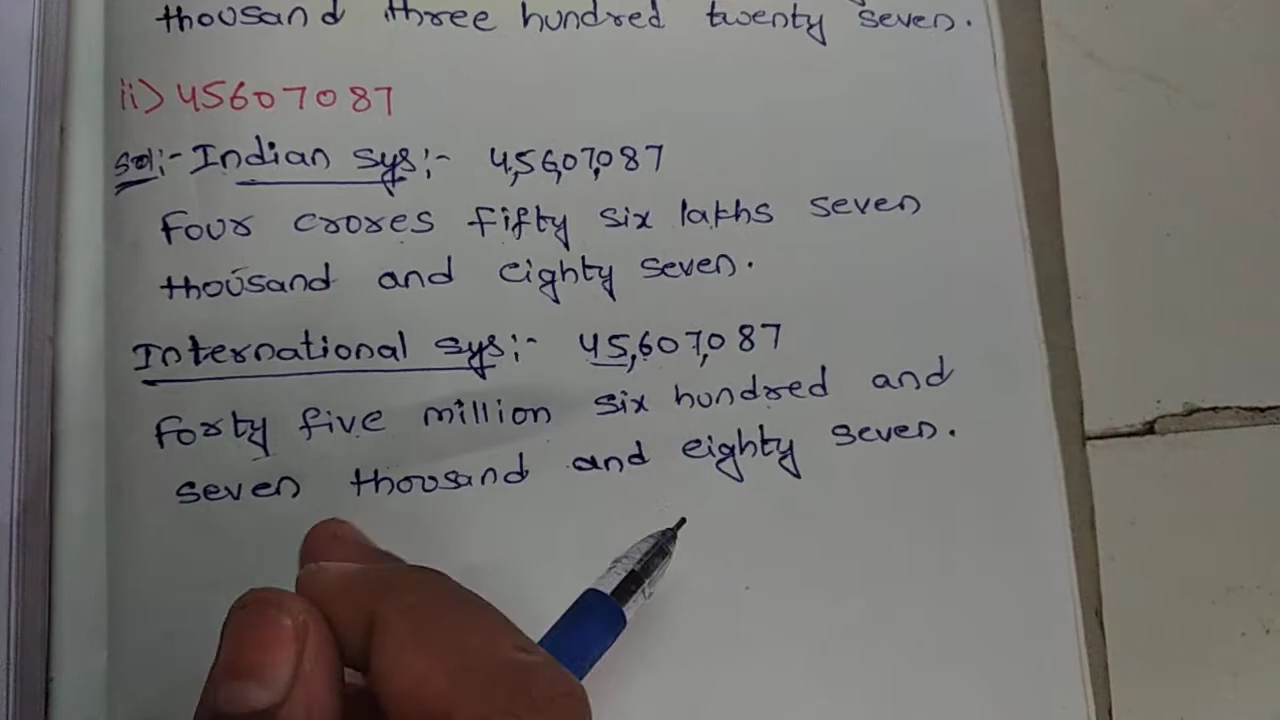 thousand three hundred twenty seven.
ii) 45607087
Sol:- Indian sys:- 4,56,07,087
Four crores fifty six lakhs seven
thousand and eighty seven.
International sys:- 45,607,087
Forty five million six hundred and
seven thousand and eighty seven.